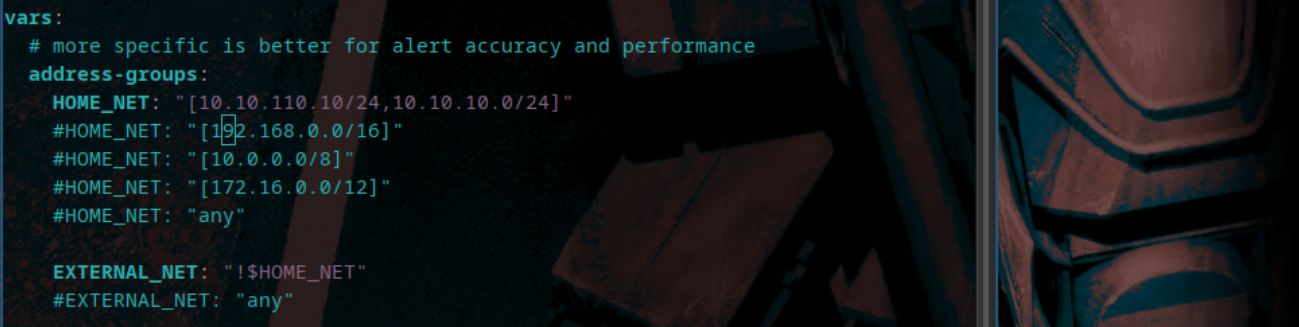 vars:
# more specific is better for alert accuracy and performance
address-groups:
HOME_NET: "[10.10.110.10/24,10.10.10.0/24]"
#HOME_NET: "[192.168.0.0/16]"
#HOME_NET: "[10.0.0.0/8]"
#HOME_NET: "[172.16.0.0/12]"
#HOME_NET: "any"
EXTERNAL_NET: "!$HOME_NET"
#EXTERNAL_NET: "any"